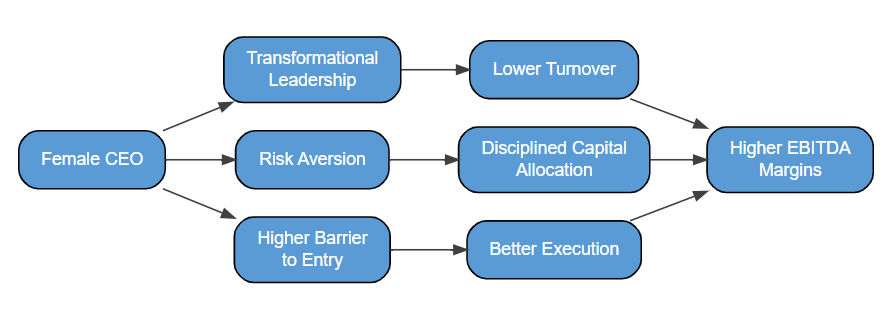 Transformational
Leadership
Lower Turnover
Female CEO
Risk Aversion
Disciplined Capital
Allocation
Higher EBITDA
Margins
Higher Barrier
to Entry
Better Execution